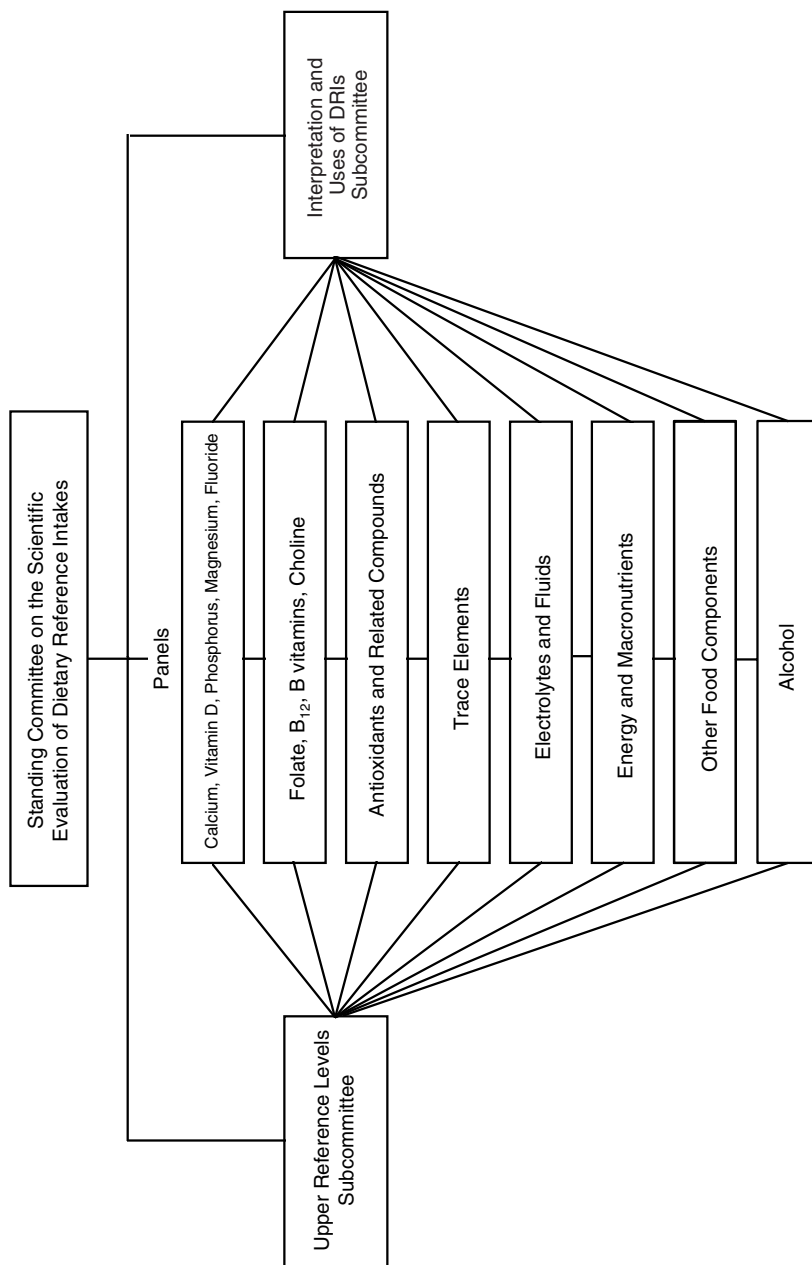 Standing Committee on the Scientific
Evaluation of Dietary Reference Intakes
Panels
Calcium, Vitamin D, Phosphorus, Magnesium, Fluoride
Folate, B₁₂, B vitamins, Choline
Antioxidants and Related Compounds
Trace Elements
Electrolytes and Fluids
Energy and Macronutrients
Other Food Components
Alcohol
Upper Reference Levels
Subcommittee
Interpretation and
Uses of DRIs
Subcommittee